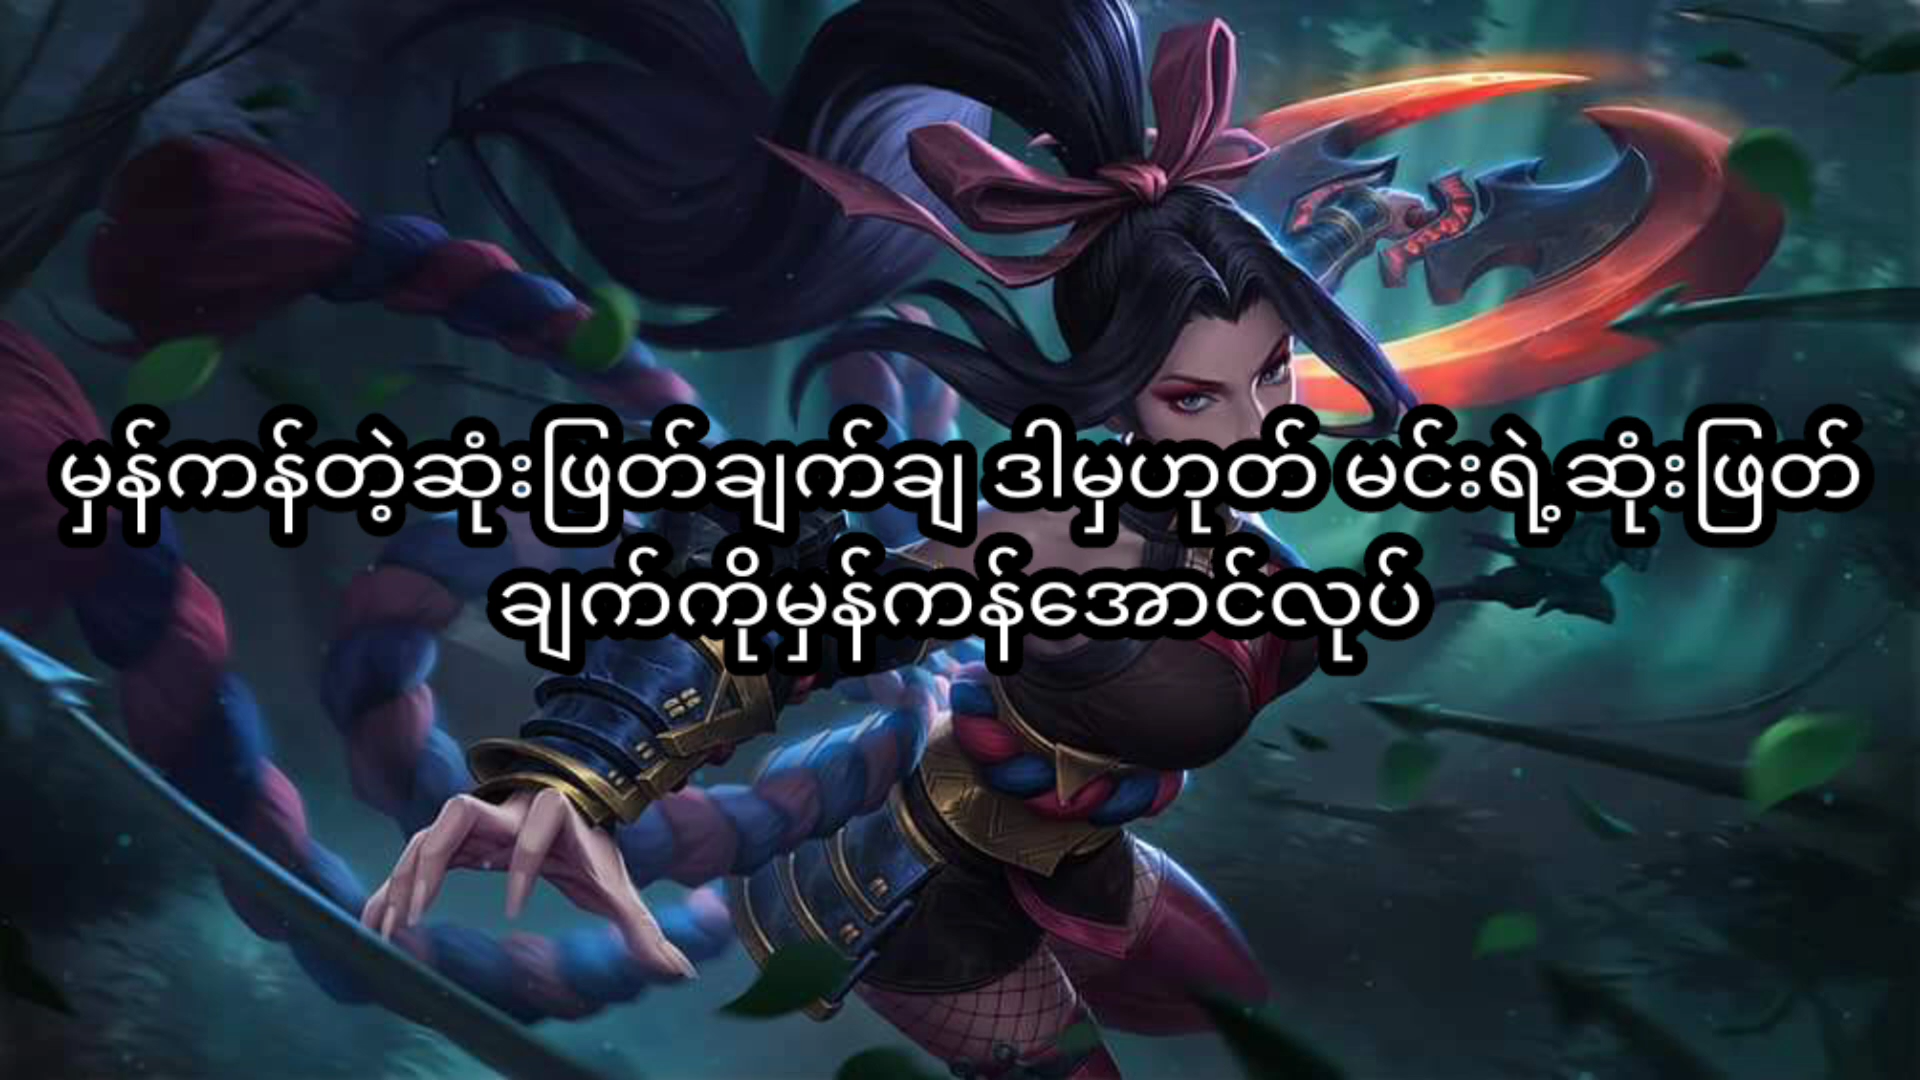 မှန်ကန်တဲ့ဆုံးဖြတ်ချက်ချ ဒါမှဟုတ် မင်းရဲ့ဆုံးဖြတ်
ချက်ကိုမှန်ကန်အောင်လုပ်